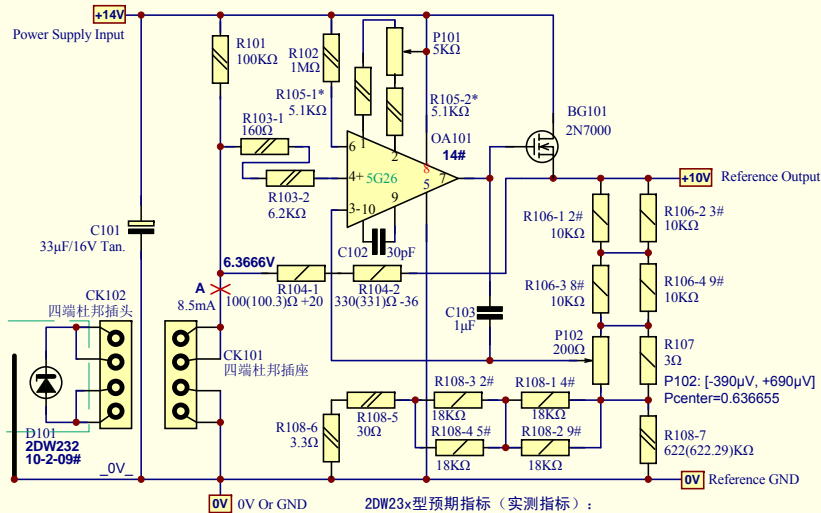 +14V
Power Supply Input
R101
100KΩ
R102
1MΩ
P101
5KΩ
R105-1*
5.1KΩ
R105-2*
5.1KΩ
R103-1
160Ω
OA101
14#
BG101
2N7000
1
2
6
4+
5G26
8
7
5
3-
10
9
R103-2
6.2KΩ
+10V
Reference Output
C101
33µF/16V Tan.
C102
30pF
R106-1 2#
10KΩ
R106-2 3#
10KΩ
6.3666V
R104-1
100(100.3)Ω +20
R104-2
330(331)Ω -36
R106-3 8#
10KΩ
R106-4 9#
10KΩ
A
8.5mA
CK102
四端杜邦插头
C103
1µF
P102
200Ω
R107
3Ω
CK101
四端杜邦插座
P102: [-390µV, +690µV]
Pcenter=0.636655
R108-3 2#
18KΩ
R108-1 4#
18KΩ
R108-5
30Ω
R108-6
3.3Ω
R108-4 5#
18KΩ
R108-2 9#
18KΩ
R108-7
622(622.29)KΩ
D101
2DW232
10-2-09#
_0V_
0V
Reference GND
0V
0V Or GND
2DW23x型预期指标（实测指标）：